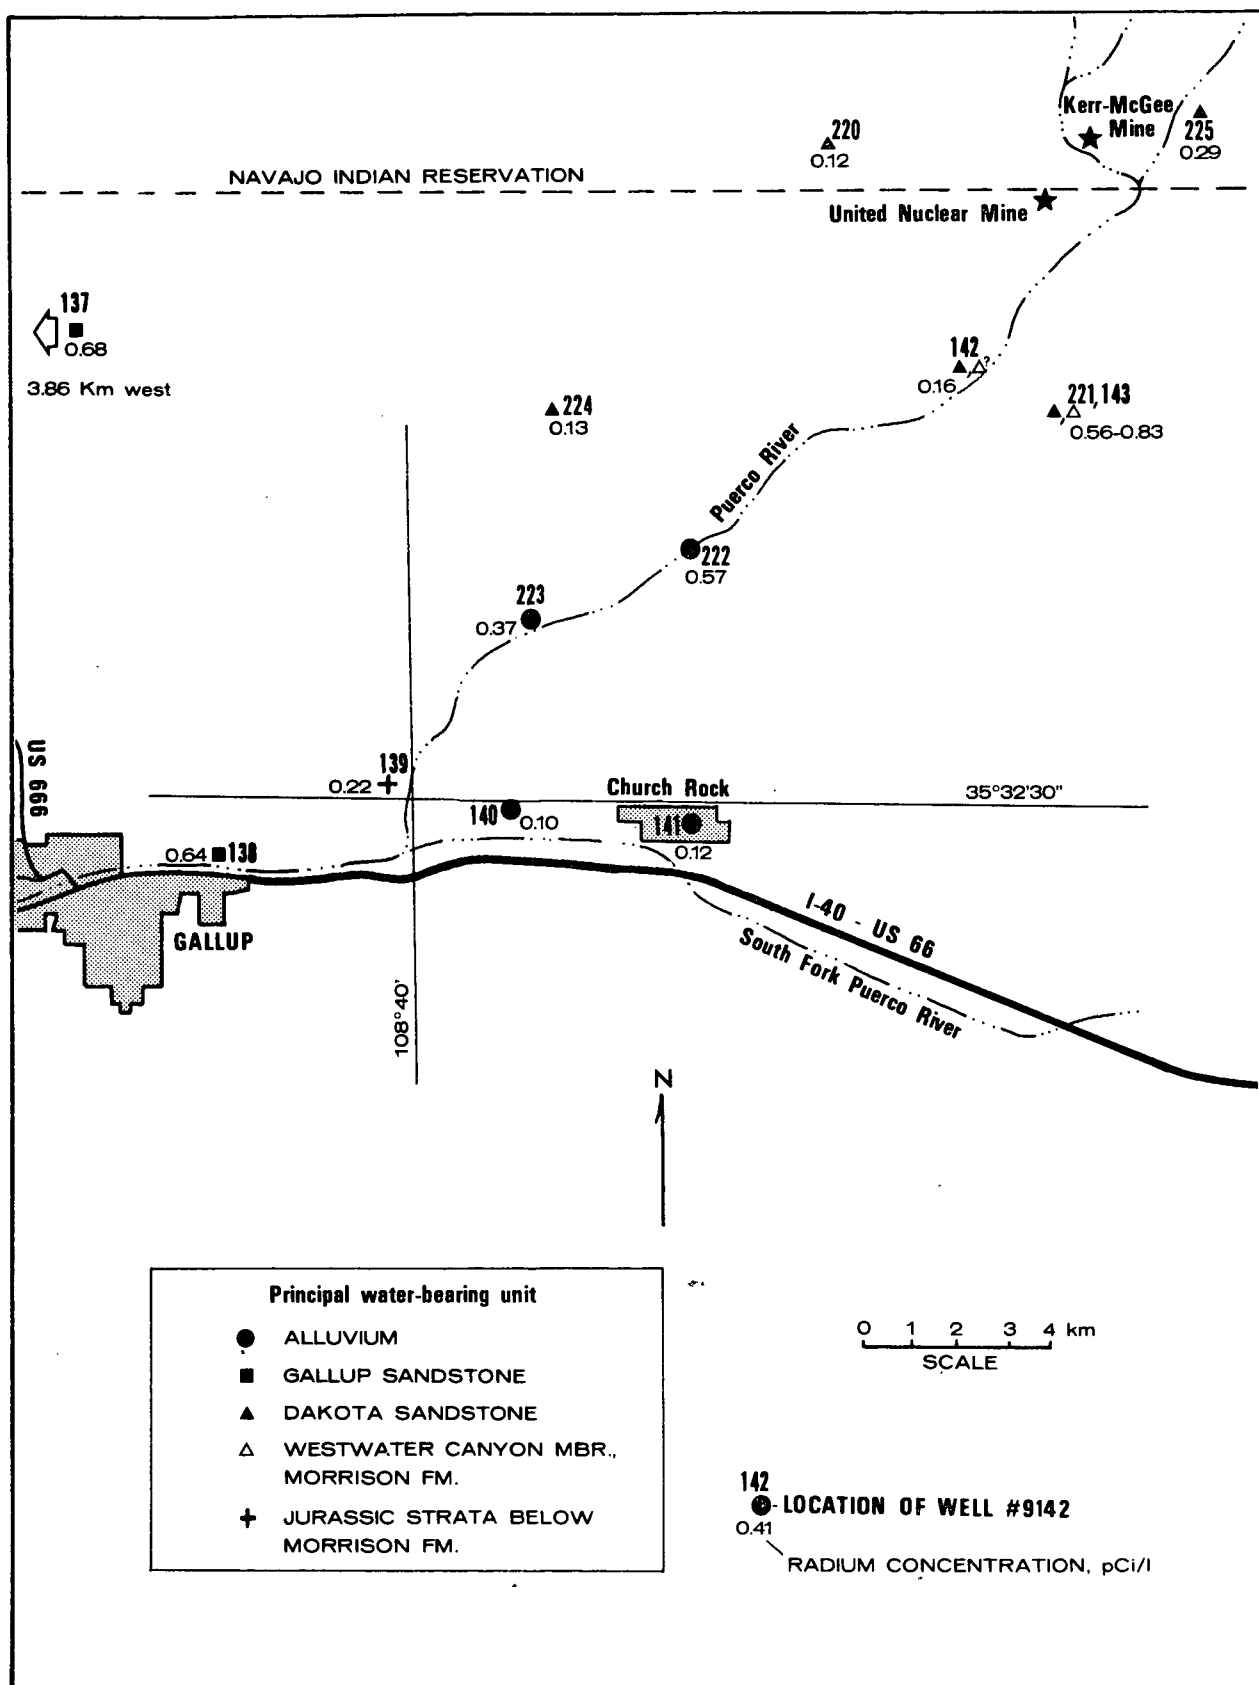 Kerr-McGee
Mine
220
0.12
225
0.29
NAVAJO INDIAN RESERVATION
United Nuclear Mine
137
0.68
3.86 Km west
142
?
0.16
224
0.13
221,143
0.56-0.83
Puerco River
222
0.57
223
0.37
US 666
139
0.22
Church Rock
35°32'30"
140
0.10
141
0.12
0.64
138
GALLUP
I-40 - US 66
South Fork Puerco River
108°40'
N
Principal water-bearing unit
ALLUVIUM
GALLUP SANDSTONE
DAKOTA SANDSTONE
WESTWATER CANYON MBR.,
MORRISON FM.
JURASSIC STRATA BELOW
MORRISON FM.
0 1 2 3 4 km
SCALE
142
LOCATION OF WELL #9142
0.41
RADIUM CONCENTRATION, pCi/l